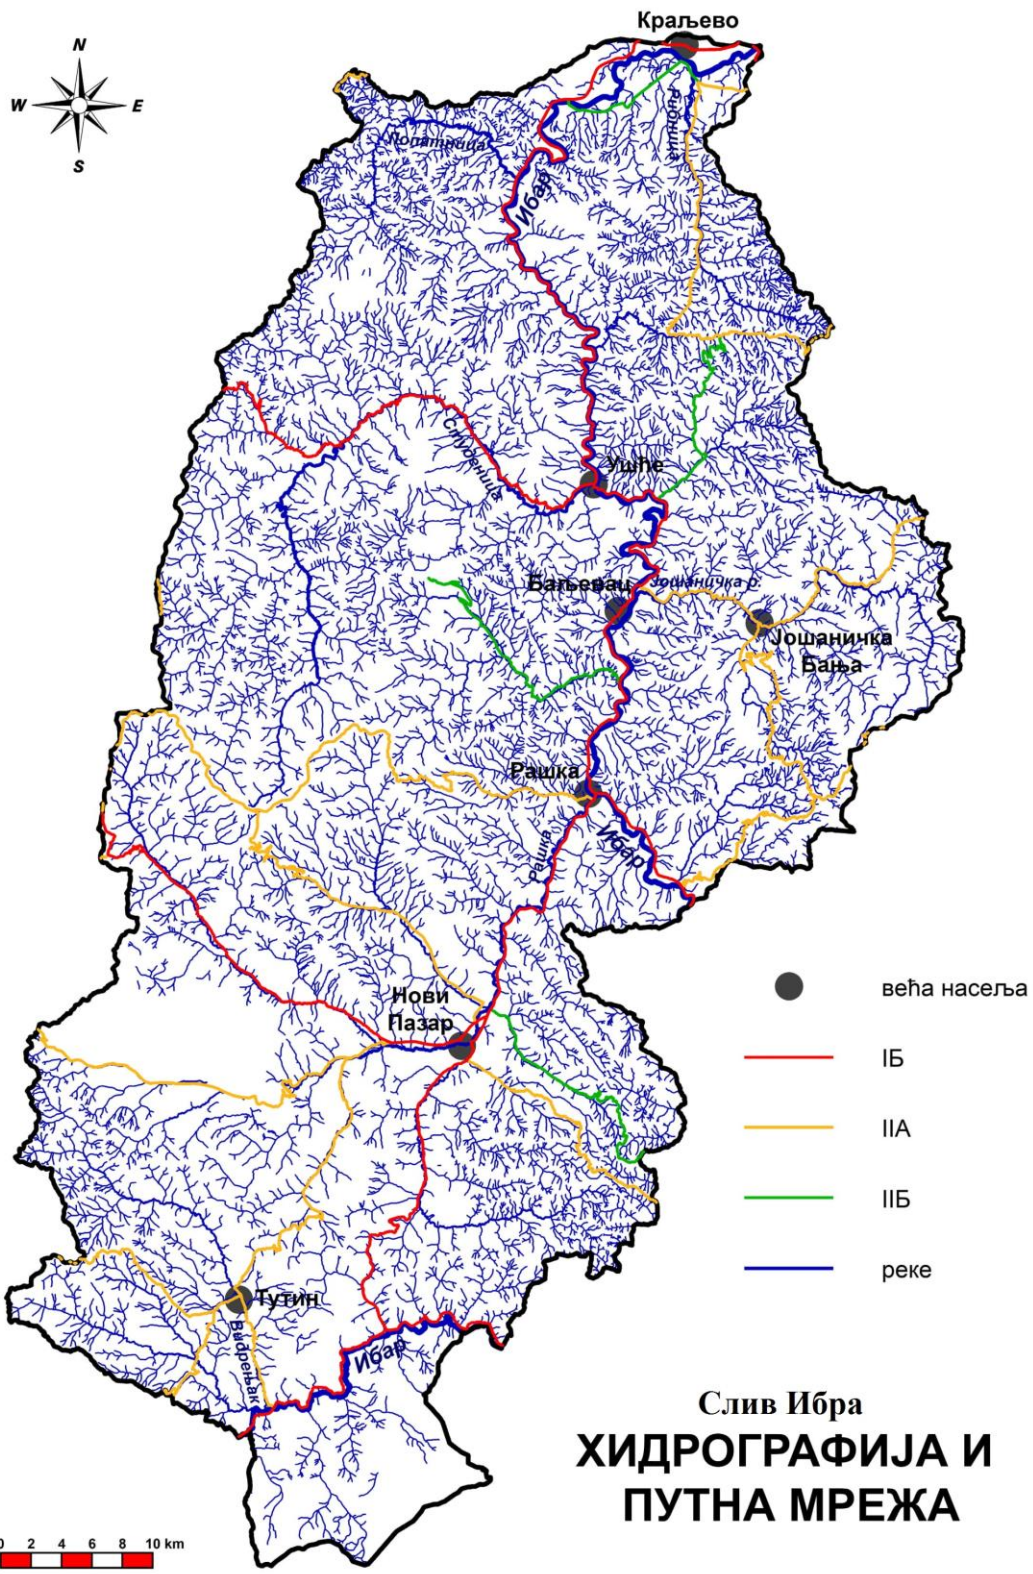 Краљево
N
W
E
S
Рибница
Лопатница
Ибар
Ушће
Студеница
Баљевац
Јошаничка р.
Јошаничка
Бања
Рашка
Ибар
Рашка
Нови
Пазар
већа насеља
IБ
IIА
IIБ
реке
Тутин
Видрењак
Ибар
Слив Ибра
ХИДРОГРАФИЈА И
ПУТНА МРЕЖА
0 2 4 6 8 10 km